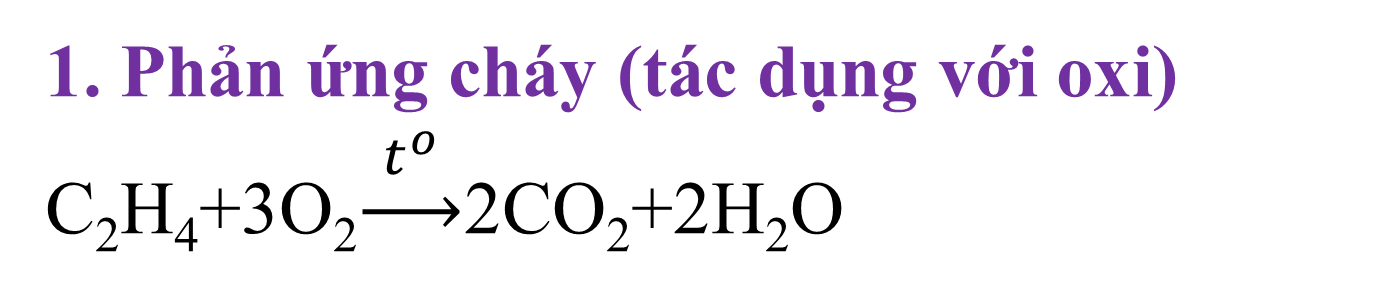 1. Phản ứng cháy (tác dụng với oxi)
t°
C₂H₄+3O₂⟶2CO₂+2H₂O